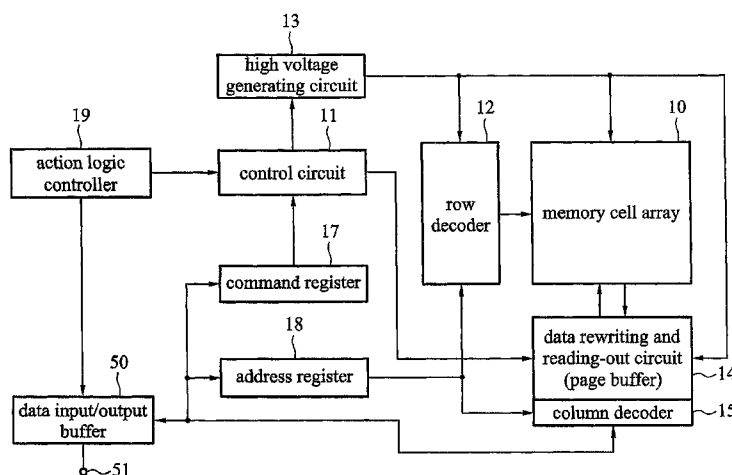 13
high voltage
generating circuit
19
action logic
controller
11
control circuit
12
row
decoder
10
memory cell array
17
command register
18
address register
50
data input/output
buffer
51
data rewriting and
reading-out circuit
(page buffer)
14
column decoder
15